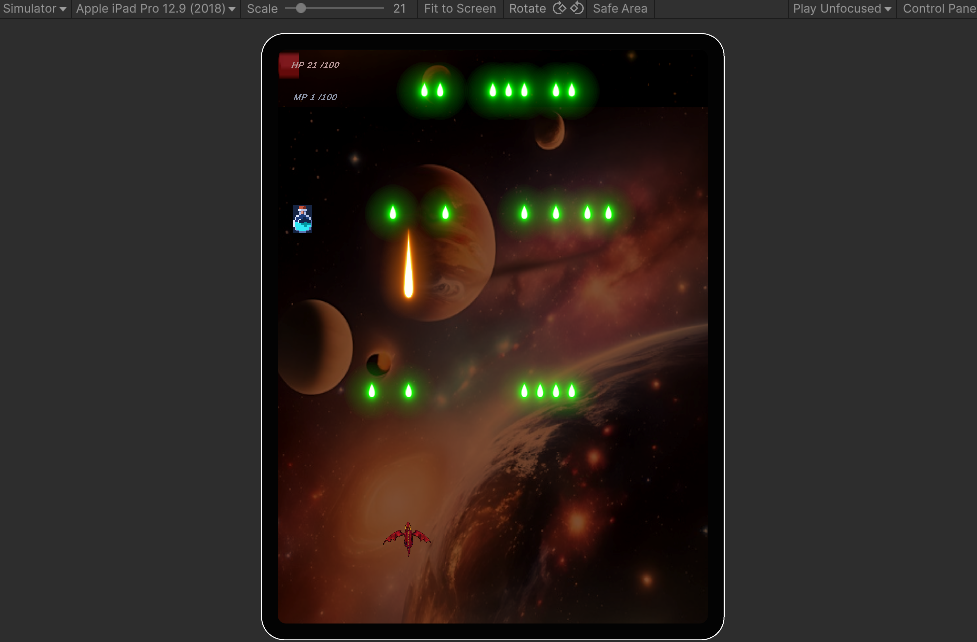 Simulator Apple iPad Pro 12.9 (2018) Scale 21 Fit to Screen Rotate Safe Area Play Unfocused Control Pane
HP 21 /100
MP 1 /100